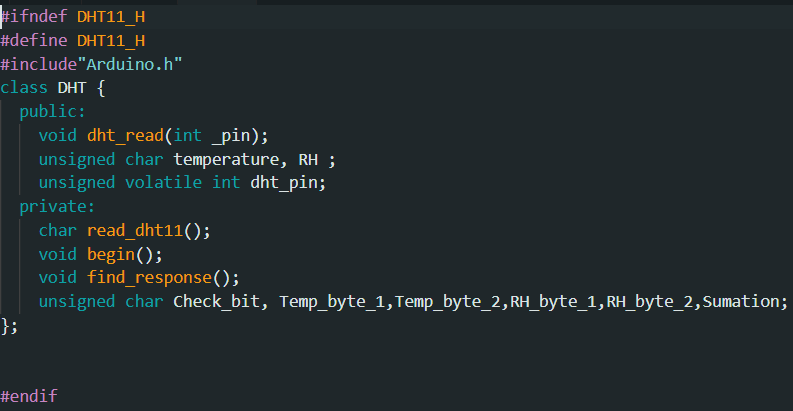 #ifndef DHT11_H
#define DHT11_H
#include"Arduino.h"
class DHT {
  public:
    void dht_read(int _pin);
    unsigned char temperature, RH ;
    unsigned volatile int dht_pin;
  private:
    char read_dht11();
    void begin();
    void find_response();
    unsigned char Check_bit, Temp_byte_1,Temp_byte_2,RH_byte_1,RH_byte_2,Sumation;
};
#endif